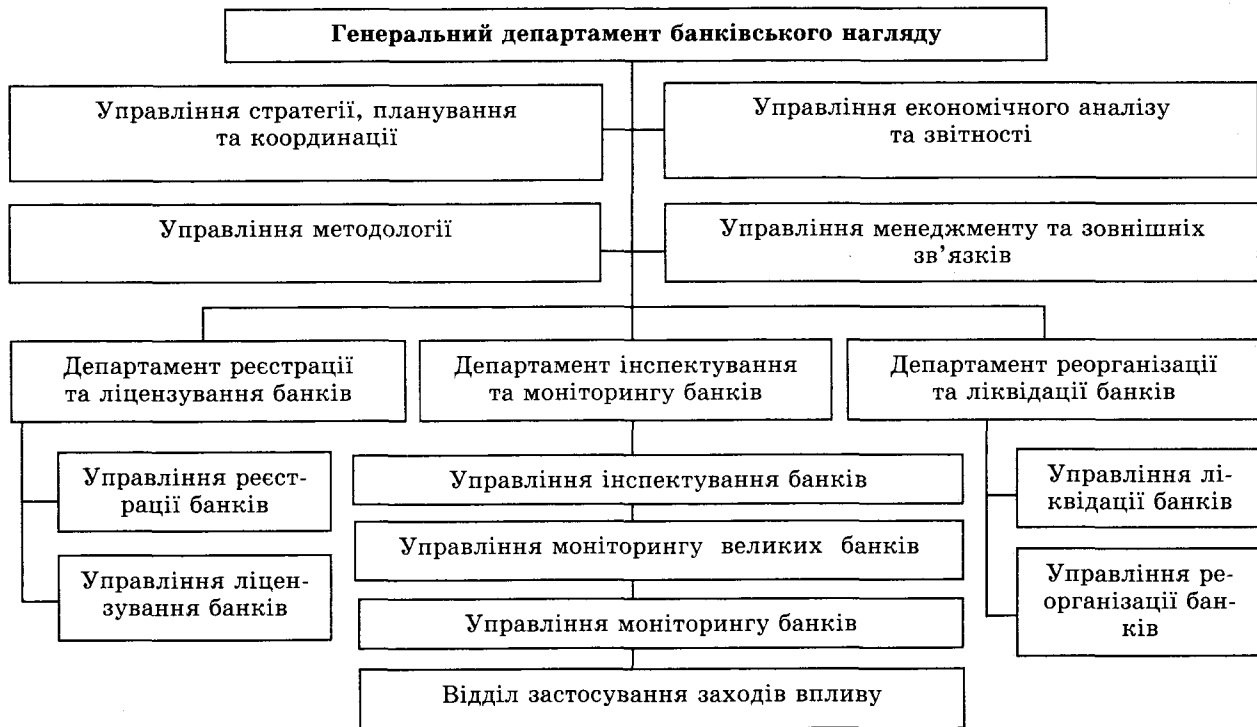 Генеральний департамент банківського нагляду
Управління стратегії, планування
та координації
Управління економічного аналізу
та звітності
Управління методології
Управління менеджменту та зовнішніх
зв’язків
Департамент реєстрації
та ліцензування банків
Департамент інспектування
та моніторингу банків
Департамент реорганізації
та ліквідації банків
Управління реєст-
рації банків
Управління ліцен-
зування банків
Управління інспектування банків
Управління моніторингу великих банків
Управління моніторингу банків
Відділ застосування заходів впливу
Управління лі-
квідації банків
Управління ре-
організації бан-
ків